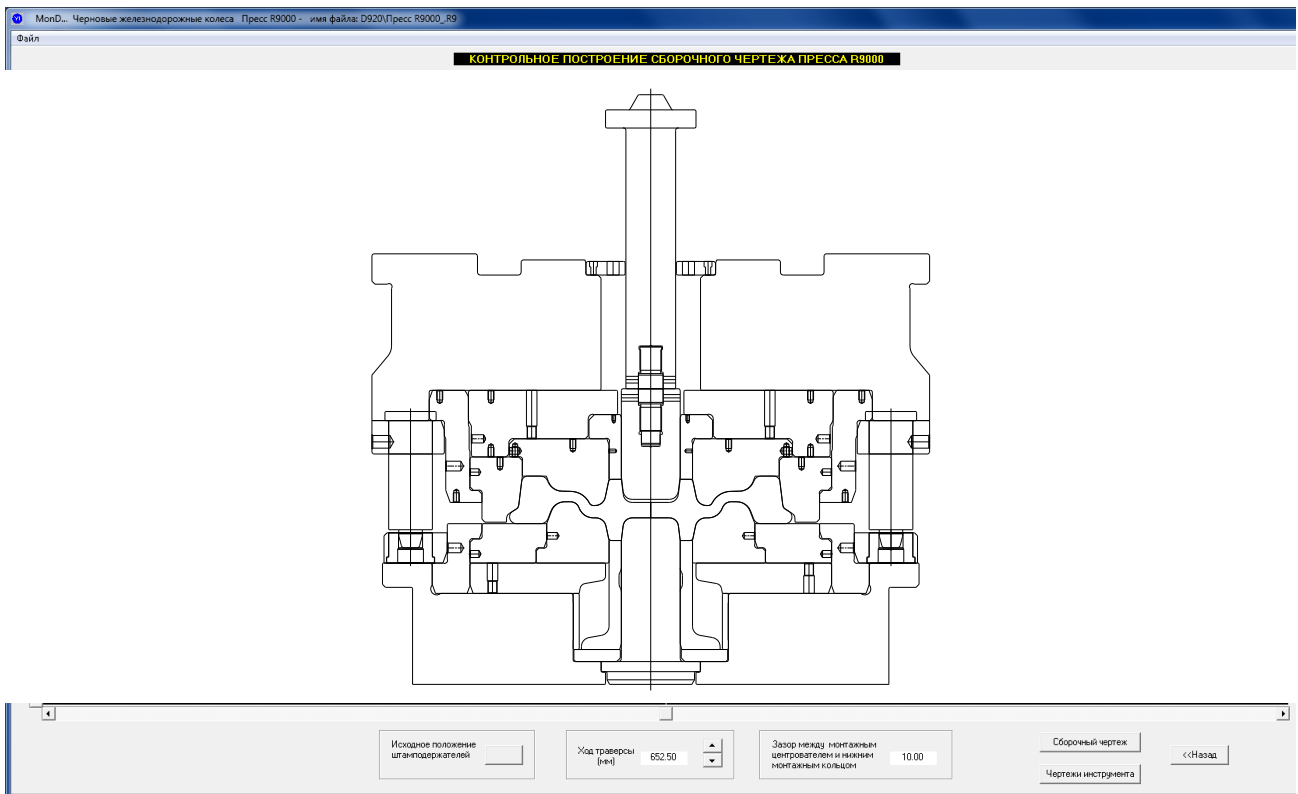 MonD... Черновые железнодорожные колеса Пресс R9000 - имя файла: D920\Пресс R9000_.R9
Файл
КОНТРОЛЬНОЕ ПОСТРОЕНИЕ СБОРОЧНОГО ЧЕРТЕЖА ПРЕССА R9000
Исходное положение
штамподержателей
Ход траверсы
(мм)
652.50
Зазор между монтажным
центрователем и нижним
монтажным кольцом
10.00
Сборочный чертеж
Чертежи инструмента
<<Назад